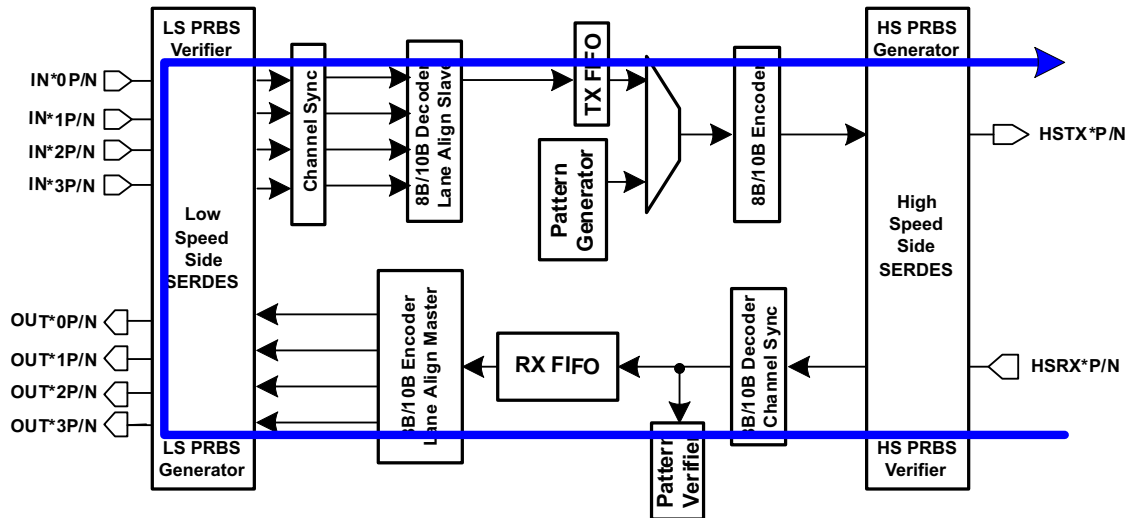 LS PRBS
Verifier
HS PRBS
Generator
IN*0P/N
IN*1P/N
IN*2P/N
IN*3P/N
Channel Sync
8B/10B Decoder
Lane Align Slave
TX FIFO
Pattern
Generator
8B/10B Encoder
HSTX*P/N
Low
Speed
Side
SERDES
High
Speed
Side
SERDES
OUT*0P/N
OUT*1P/N
OUT*2P/N
OUT*3P/N
8B/10B Encoder
Lane Align Master
RX FIFO
8B/10B Decoder
Channel Sync
HSRX*P/N
Pattern
Verifier
LS PRBS
Generator
HS PRBS
Verifier